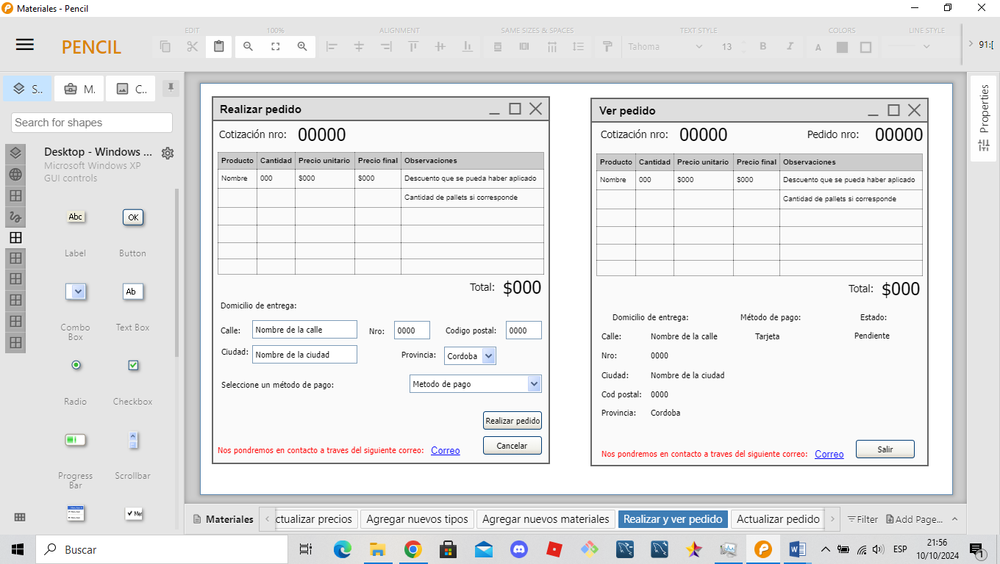 Materiales - Pencil
PENCIL
EDIT
100%
ALIGNMENT
SAME SIZES & SPACES
TEXT STYLE
COLORS
LINE STYLE
Tahoma
13
B
I
A
91:[
S..
M.
C..
Search for shapes
Desktop - Windows ...
Microsoft Windows XP
GUI controls
Abc
OK
Label
Button
Ab
Combo
Box
Text Box
Radio
Checkbox
Progress
Bar
Scrollbar
Realizar pedido
Cotización nro: 00000
Producto Cantidad Precio unitario Precio final Observaciones
Nombre 000 $000 $000 Descuento que se pueda haber aplicado
Cantidad de pallets si corresponde
Total: $000
Domicilio de entrega:
Calle: Nombre de la calle Nro: 0000 Codigo postal: 0000
Ciudad: Nombre de la ciudad Provincia: Cordoba
Seleccione un método de pago: Metodo de pago
Realizar pedido
Cancelar
Nos pondremos en contacto a traves del siguiente correo: Correo
Ver pedido
Cotización nro: 00000 Pedido nro: 00000
Producto Cantidad Precio unitario Precio final Observaciones
Nombre 000 $000 $000 Descuento que se pueda haber aplicado
Cantidad de pallets si corresponde
Total: $000
Domicilio de entrega: Método de pago: Estado:
Calle: Nombre de la calle Tarjeta Pendiente
Nro: 0000
Ciudad: Nombre de la ciudad
Cod postal: 0000
Provincia: Cordoba
Nos pondremos en contacto a traves del siguiente correo: Correo
Salir
Properties
Materiales
ctualizar precios
Agregar nuevos tipos
Agregar nuevos materiales
Realizar y ver pedido
Actualizar pedido
Filter
Add Page...
Buscar
ESP
21:56
10/10/2024
1